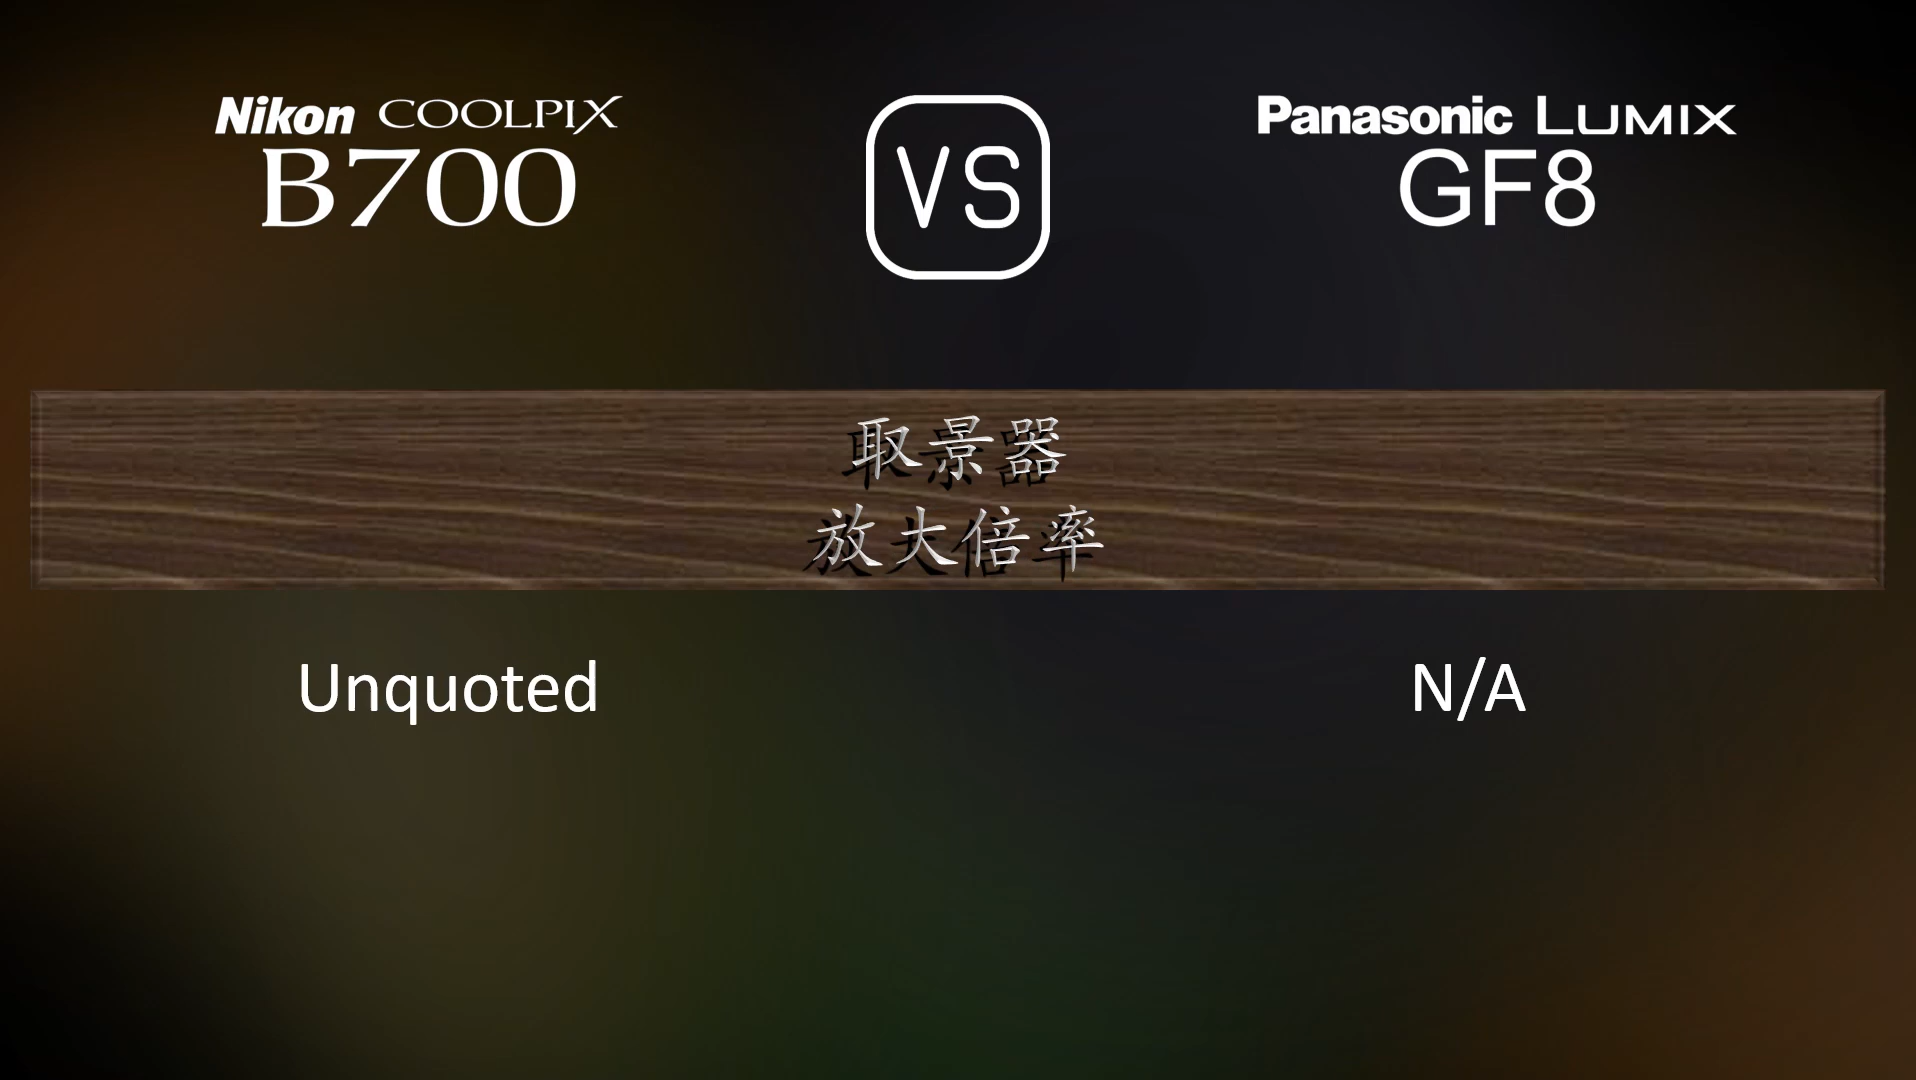 Nikon COOLPIX
B700
VS
Panasonic LUMIX
GF8
取景器
放大倍率
Unquoted
N/A